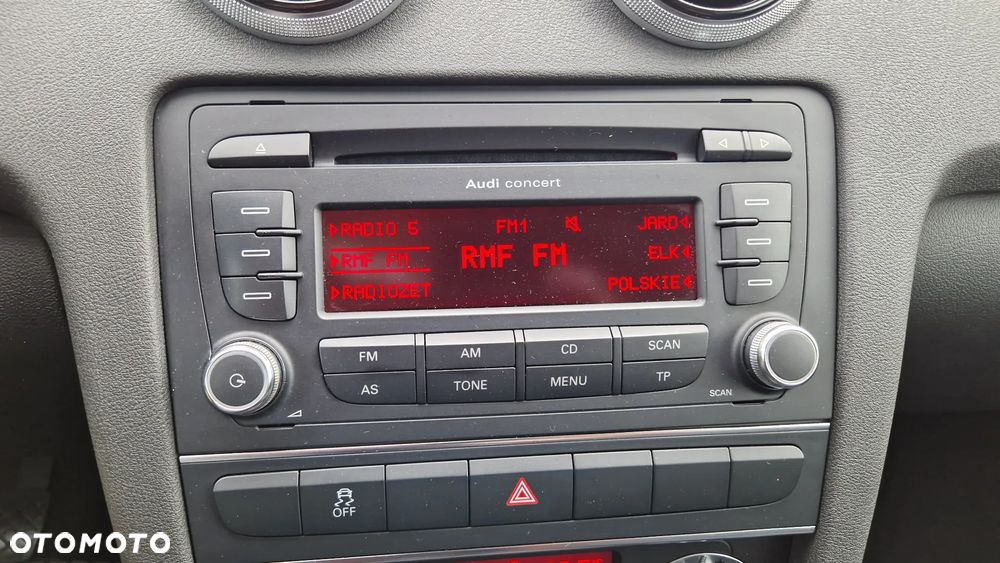 Audi concert
RADIO 5 FM1 JARD
RMF FM RMF FM ELK
RADIOZET POLSKIE
FM AM CD SCAN
AS TONE MENU TP
SCAN
OFF
OTOMOTO